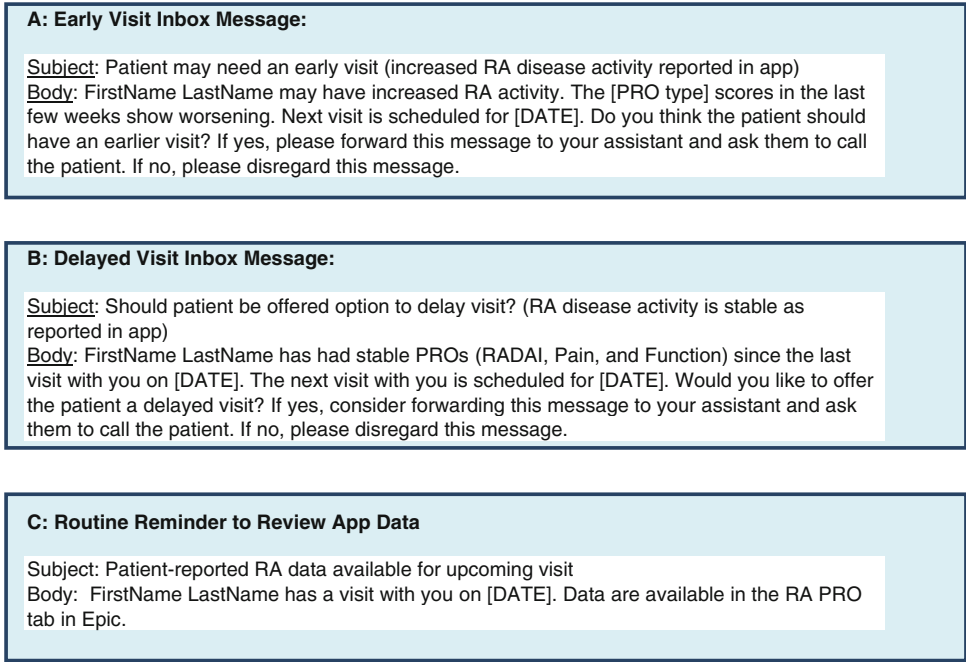 A: Early Visit Inbox Message:
Subject: Patient may need an early visit (increased RA disease activity reported in app)
Body: FirstName LastName may have increased RA activity. The [PRO type] scores in the last
few weeks show worsening. Next visit is scheduled for [DATE]. Do you think the patient should
have an earlier visit? If yes, please forward this message to your assistant and ask them to call
the patient. If no, please disregard this message.
B: Delayed Visit Inbox Message:
Subject: Should patient be offered option to delay visit? (RA disease activity is stable as
reported in app)
Body: FirstName LastName has had stable PROs (RADAI, Pain, and Function) since the last
visit with you on [DATE]. The next visit with you is scheduled for [DATE]. Would you like to offer
the patient a delayed visit? If yes, consider forwarding this message to your assistant and ask
them to call the patient. If no, please disregard this message.
C: Routine Reminder to Review App Data
Subject: Patient-reported RA data available for upcoming visit
Body:  FirstName LastName has a visit with you on [DATE]. Data are available in the RA PRO
tab in Epic.